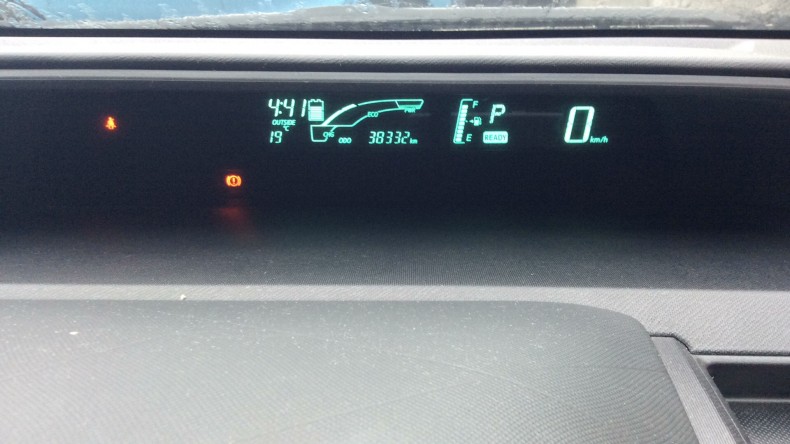 4:41
OUTSIDE
19°C
CHG
ECO
PWR
ODO 38332 km
F
E
P
READY
0 km/h